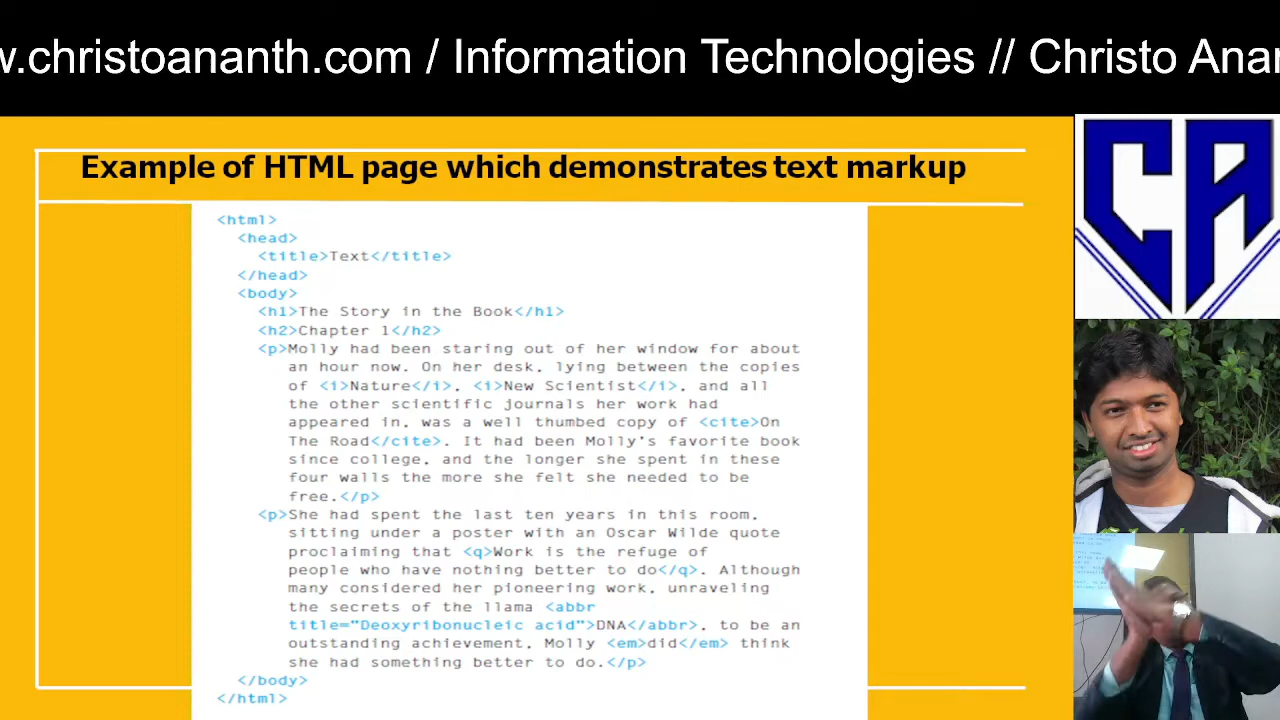 w.christoananth.com / Information Technologies // Christo Anan
Example of HTML page which demonstrates text markup
<html>
<head>
<title>Text</title>
</head>
<body>
<h1>The Story in the Book</h1>
<h2>Chapter 1</h2>
<p>Molly had been staring out of her window for about
an hour now. On her desk, lying between the copies
of <i>Nature</i>, <i>New Scientist</i>, and all
the other scientific journals her work had
appeared in, was a well thumbed copy of <cite>On
The Road</cite>. It had been Molly's favorite book
since college, and the longer she spent in these
four walls the more she felt she needed to be
free.</p>
<p>She had spent the last ten years in this room,
sitting under a poster with an Oscar Wilde quote
proclaiming that <q>Work is the refuge of
people who have nothing better to do</q>. Although
many considered her pioneering work, unraveling
the secrets of the llama <abbr
title="Deoxyribonucleic acid">DNA</abbr>, to be an
outstanding achievement, Molly <em>did</em> think
she had something better to do.</p>
</body>
</html>
CA